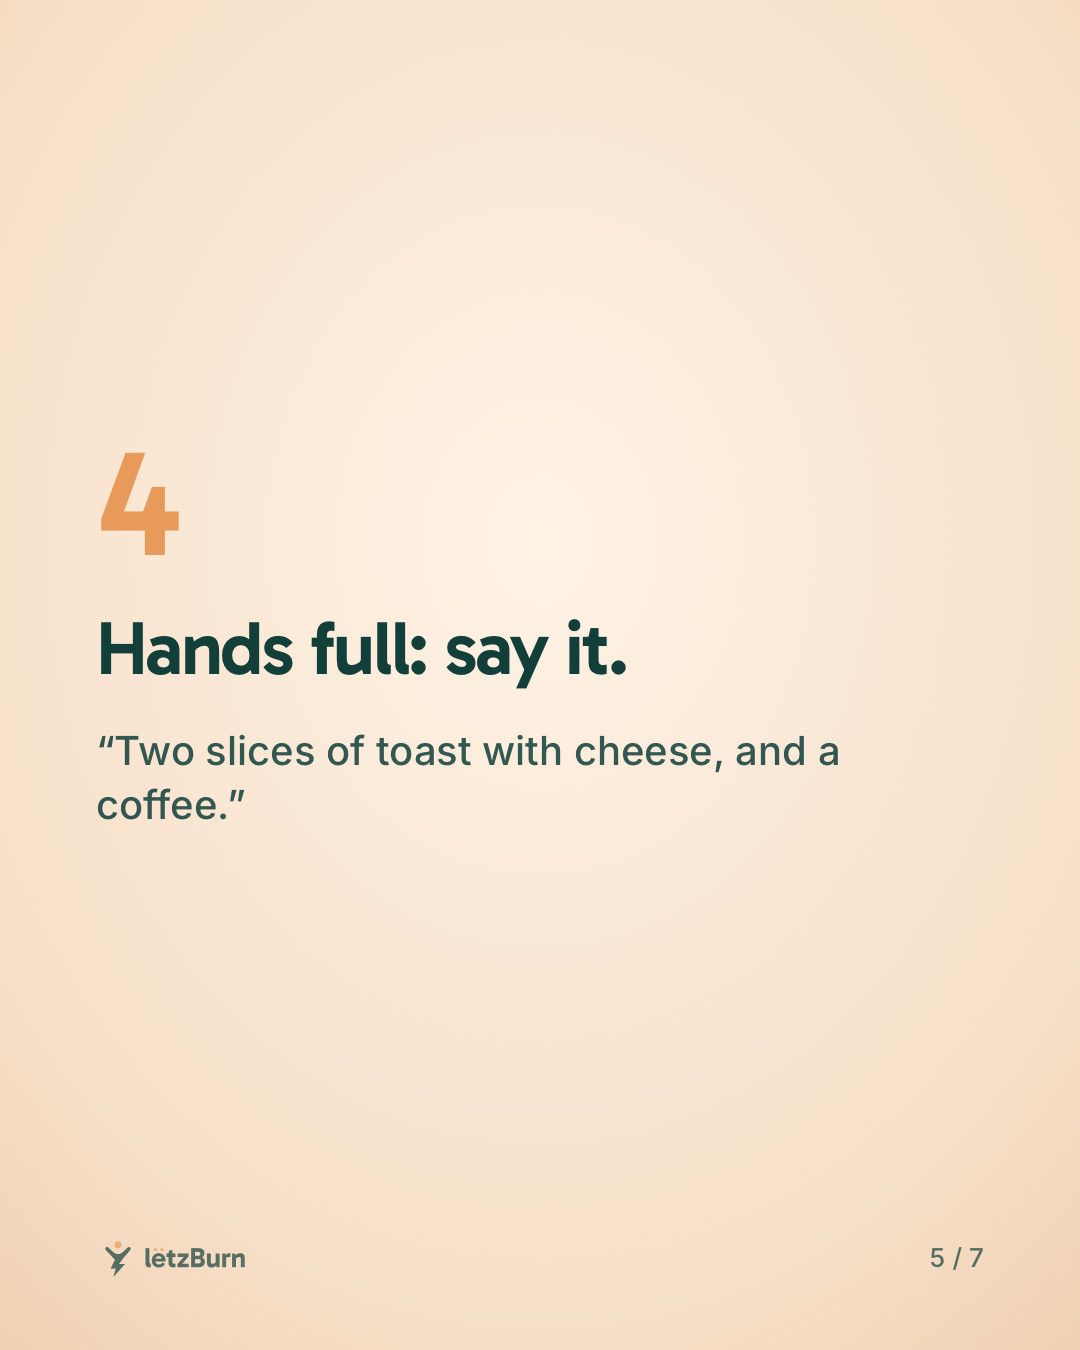 4
Hands full: say it.
“Two slices of toast with cheese, and a
coffee.”
lëtzBurn
5 / 7